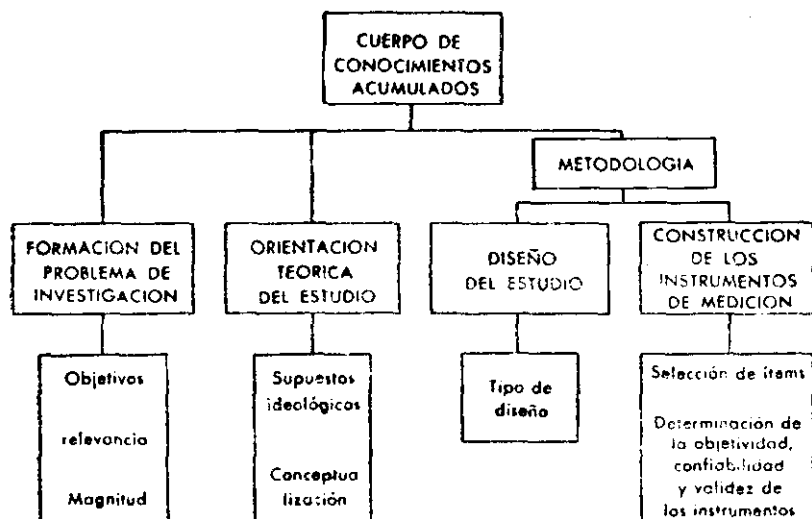 CUERPO DE
CONOCIMIENTOS
ACUMULADOS
METODOLOGIA
FORMACION DEL
PROBLEMA DE
INVESTIGACION
ORIENTACION
TEORICA
DEL ESTUDIO
DISEÑO
DEL ESTUDIO
CONSTRUCCION
DE LOS
INSTRUMENTOS
DE MEDICION
Objetivos
relevancia
Magnitud
Supuestos
ideológicos
Conceptua
lización
Tipo de
diseño
Selección de ítems
Determinación de
la objetividad,
confiabilidad
y validez de
los instrumentos